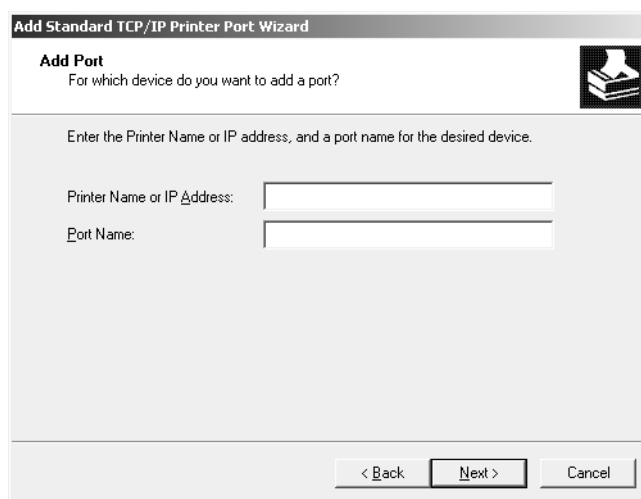 Add Standard TCP/IP Printer Port Wizard
Add Port
For which device do you want to add a port?
Enter the Printer Name or IP address, and a port name for the desired device.
Printer Name or IP Address:
Port Name:
< Back Next > Cancel